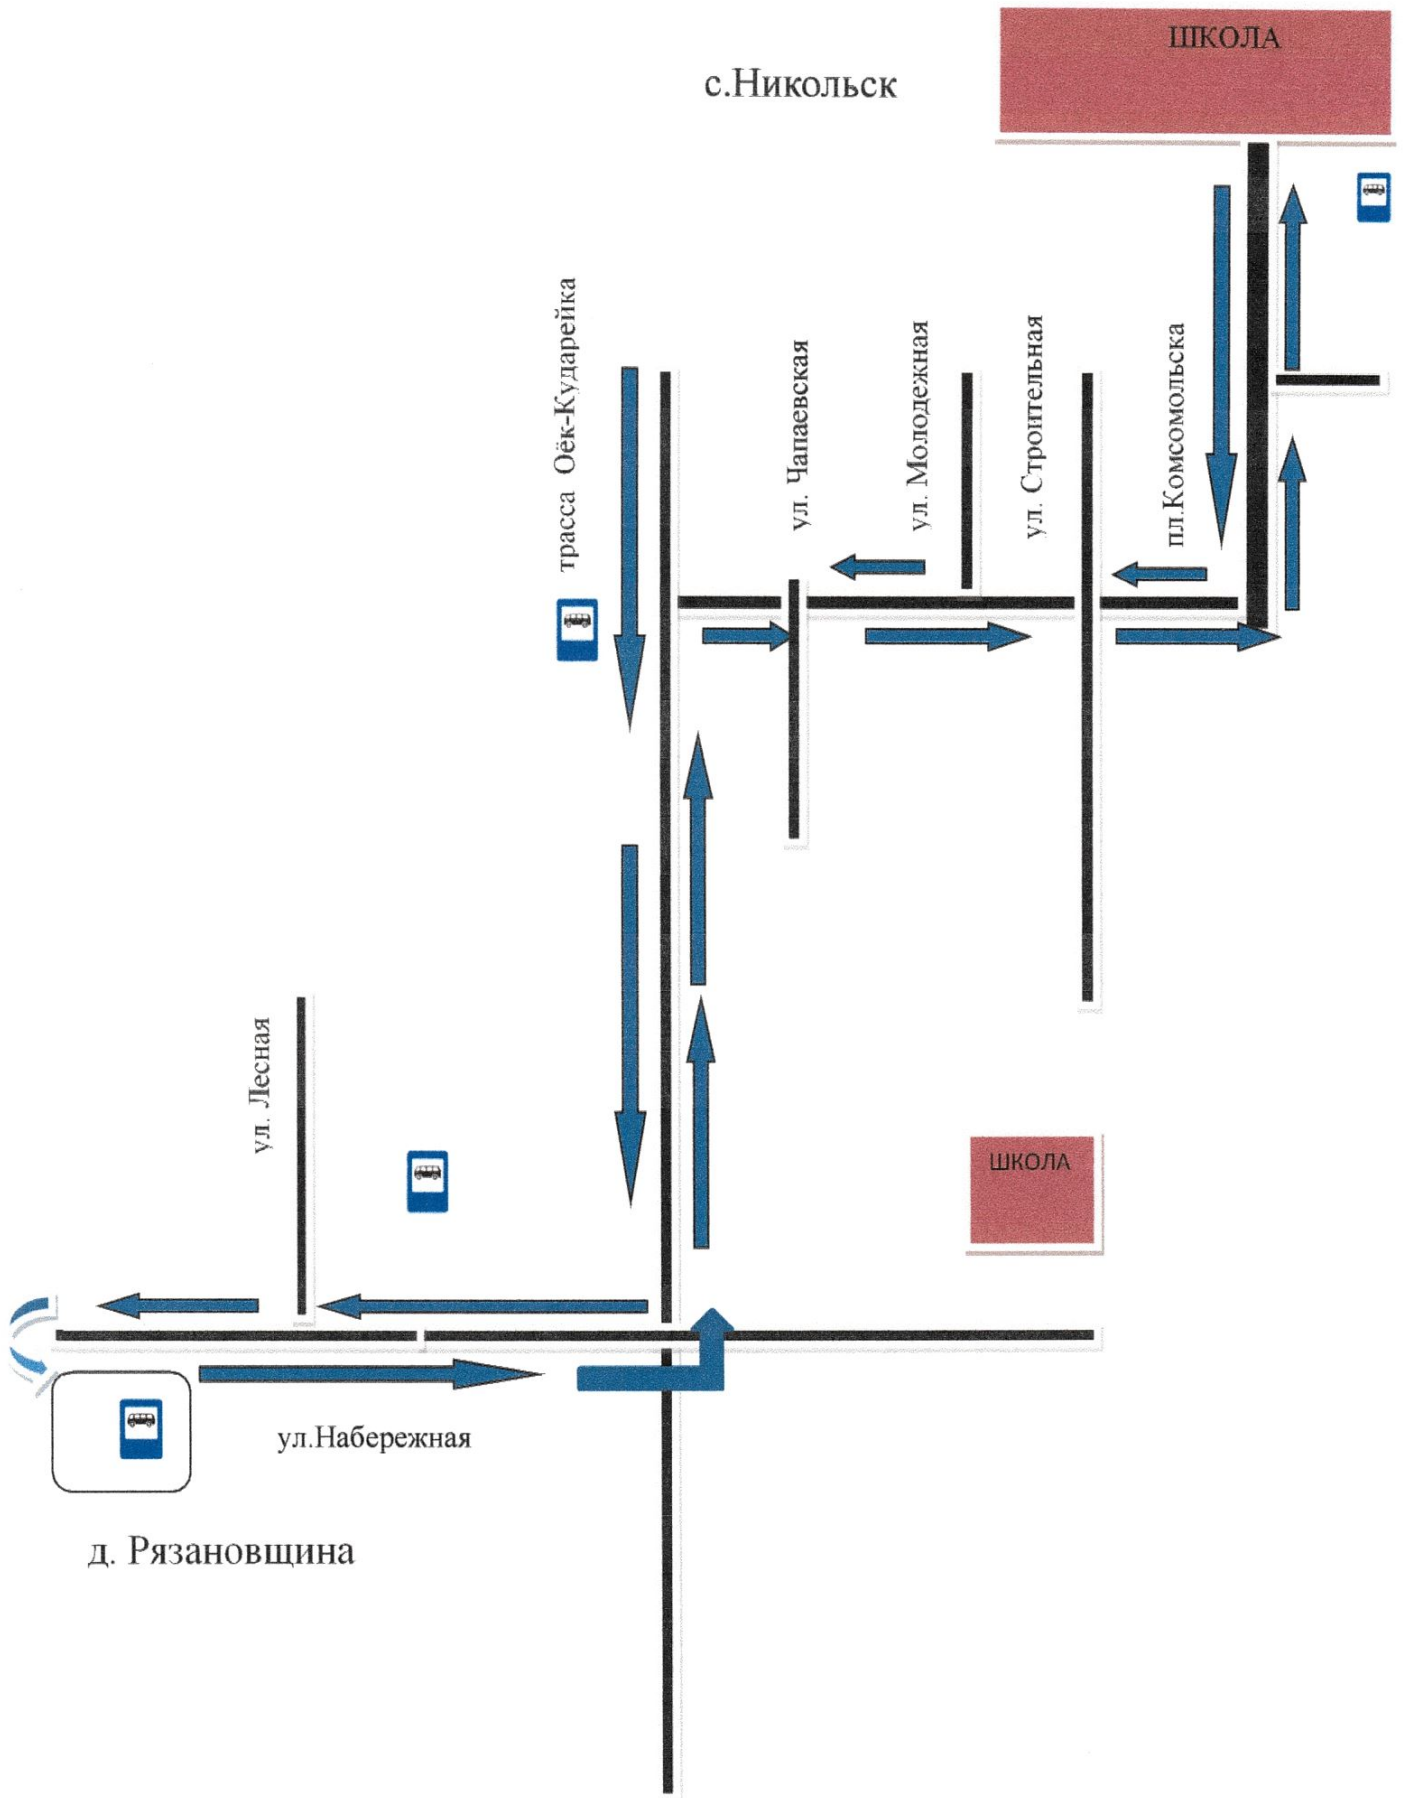 ШКОЛА
с.Никольск
трасса Оёк-Кударейка
ул. Чапаевская
ул. Молодежная
ул. Строительная
пл.Комсомольска
ул. Лесная
ШКОЛА
ул.Набережная
д. Рязановщина